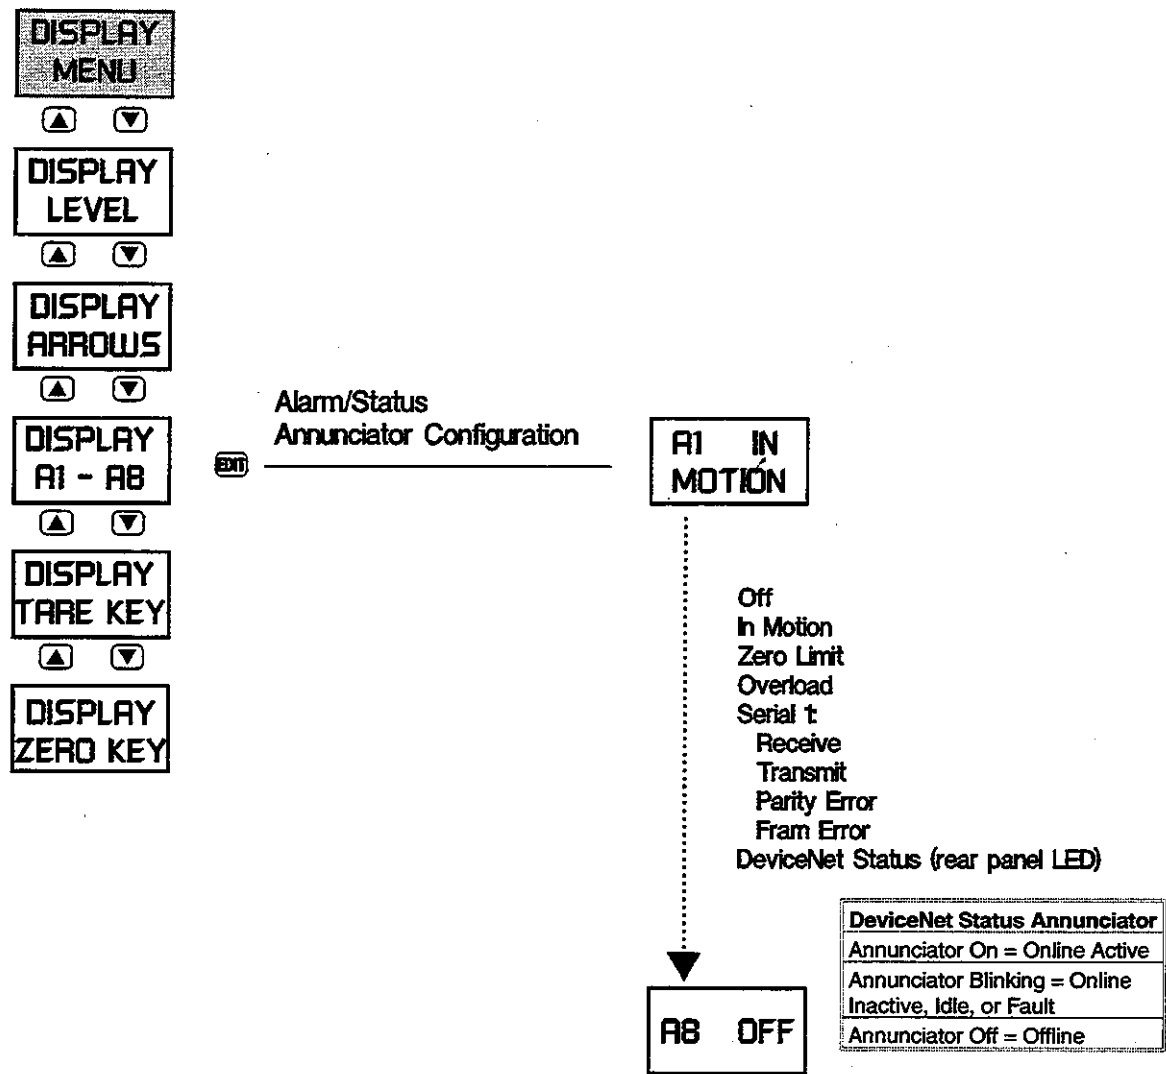 DISPLAY
MENU
DISPLAY
LEVEL
DISPLAY
ARROWS
DISPLAY
A1 - A8
EDIT
Alarm/Status
Annunciator Configuration
A1 IN
MOTION
Off
In Motion
Zero Limit
Overload
Serial 1:
Receive
Transmit
Parity Error
Fram Error
DeviceNet Status (rear panel LED)
A8 OFF
DeviceNet Status Annunciator
Annunciator On = Online Active
Annunciator Blinking = Online
Inactive, Idle, or Fault
Annunciator Off = Offline
DISPLAY
TARE KEY
DISPLAY
ZERO KEY